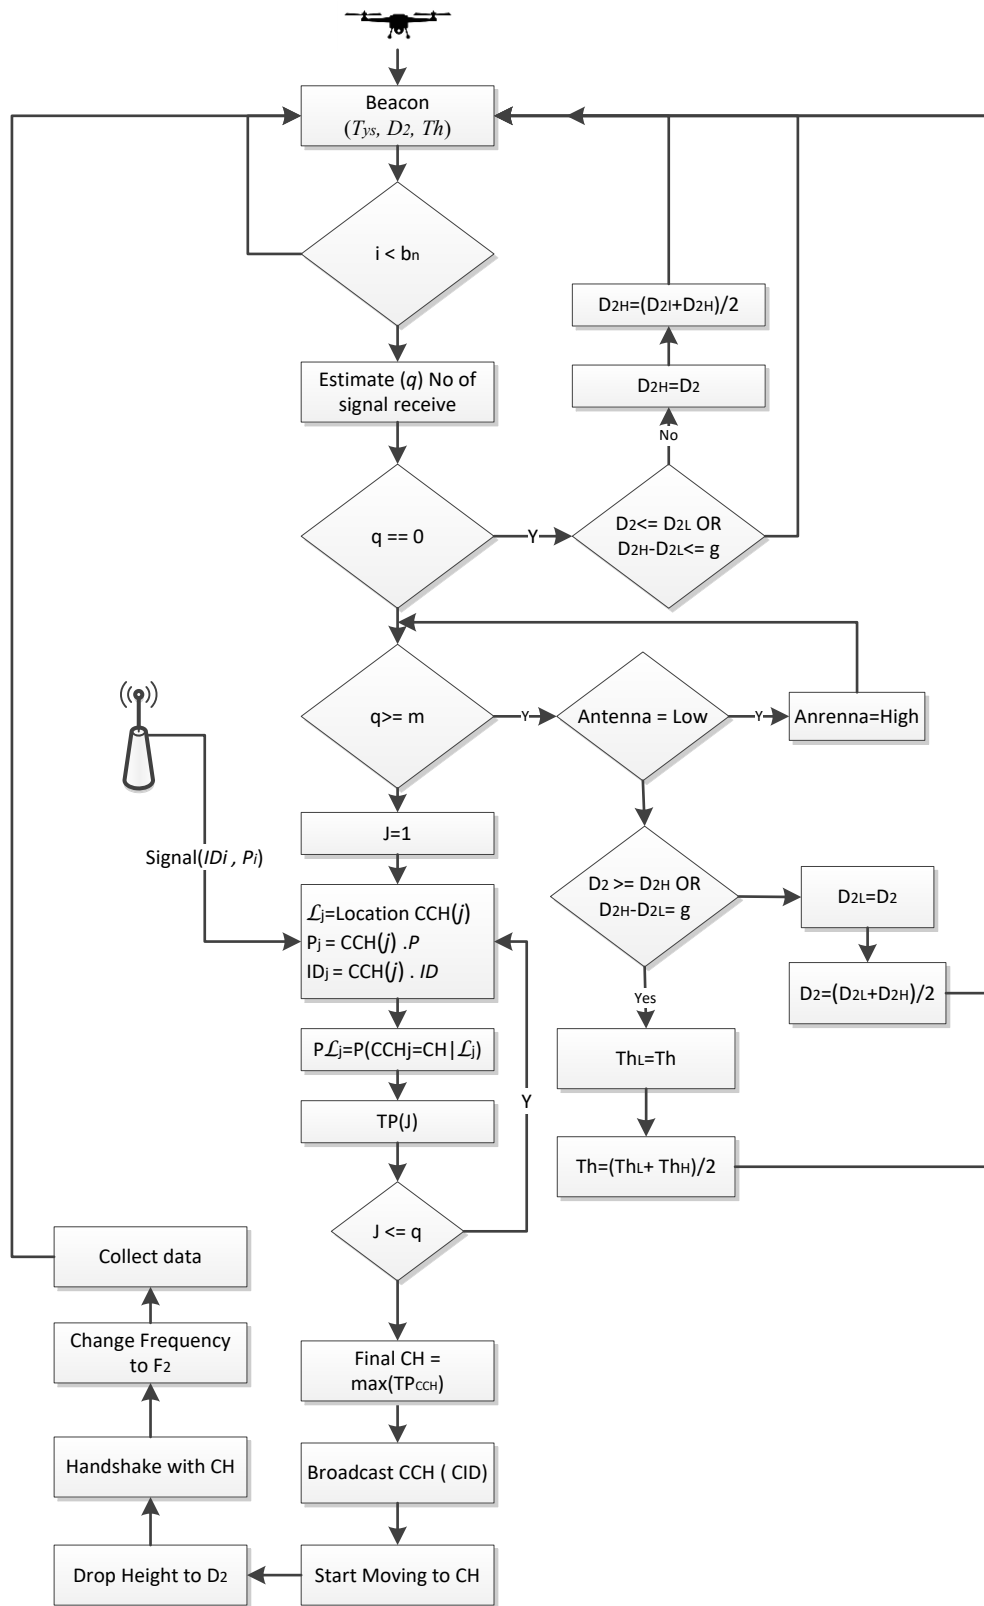 Beacon
(Tys, D2, Th)
i < bn
D2H=(D2I+D2H)/2
Estimate (q) No of
signal receive
D2H=D2
No
q == 0
Y
D2<= D2L OR
D2H-D2L<= g
q>= m
Y
Antenna = Low
Y
Anrenna=High
J=1
Signal(IDi , Pi)
D2 >= D2H OR
D2H-D2L= g
D2L=D2
ℒj=Location CCH(j)
Pj = CCH(j) .P
IDj = CCH(j) . ID
Yes
D2=(D2L+D2H)/2
Pℒj=P(CCHj=CH|ℒj)
ThL=Th
Y
TP(J)
Th=(ThL+ ThH)/2
J <= q
Collect data
Change Frequency
to F2
Final CH =
max(TPCCH)
Handshake with CH
Broadcast CCH ( CID)
Drop Height to D2
Start Moving to CH